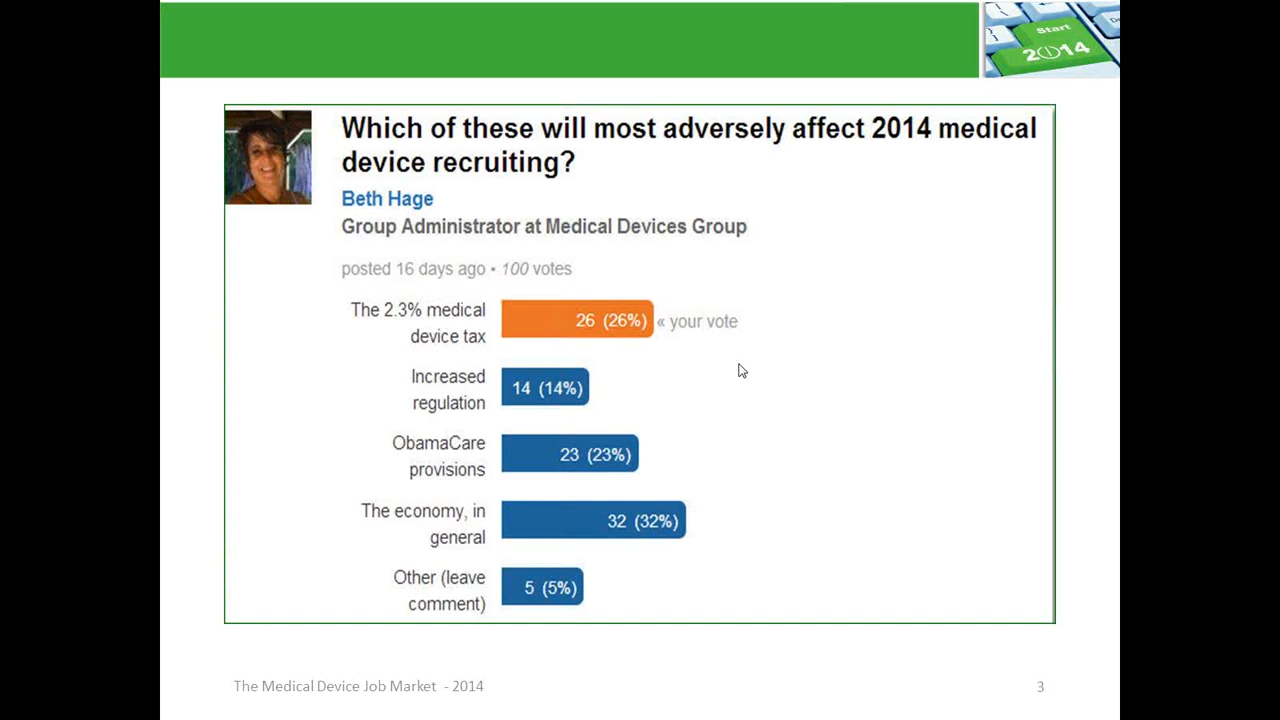 Start
2014
Which of these will most adversely affect 2014 medical
device recruiting?
Beth Hage
Group Administrator at Medical Devices Group
posted 16 days ago • 100 votes
The 2.3% medical
device tax
26 (26%) « your vote
Increased
regulation
14 (14%)
ObamaCare
provisions
23 (23%)
The economy, in
general
32 (32%)
Other (leave
comment)
5 (5%)
The Medical Device Job Market - 2014
3